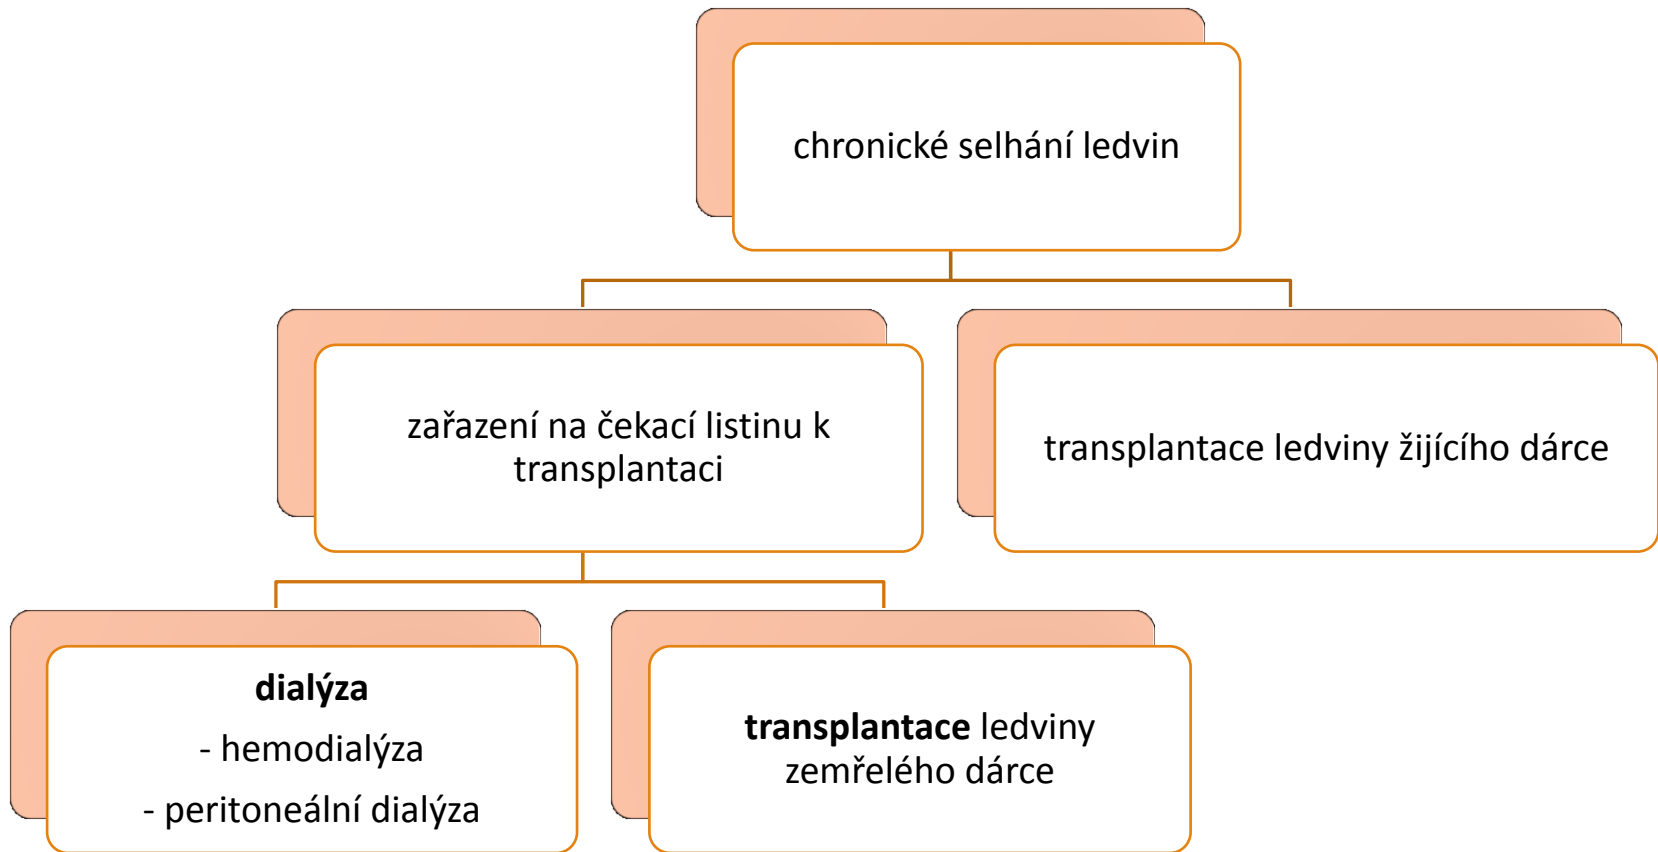 chronické selhání ledvin
zařazení na čekací listinu k
transplantaci
transplantace ledviny žijícího dárce
dialýza
- hemodialýza
- peritoneální dialýza
transplantace ledviny
zemřelého dárce